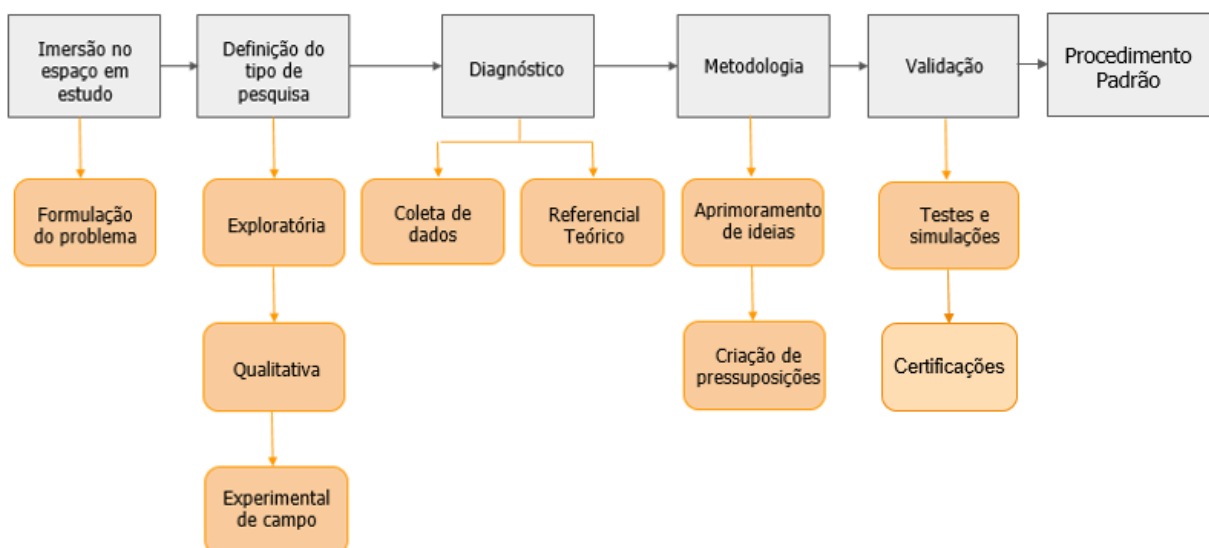 Imersão no
espaço em
estudo
Definição do
tipo de
pesquisa
Diagnóstico
Metodologia
Validação
Procedimento
Padrão
Formulação
do problema
Exploratória
Coleta de
dados
Referencial
Teórico
Aprimoramento
de ideias
Testes e
simulações
Qualitativa
Criação de
pressuposições
Certificações
Experimental
de campo